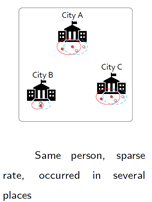 City A
City C
City B
Same person, sparse
rate, occurred in several
places